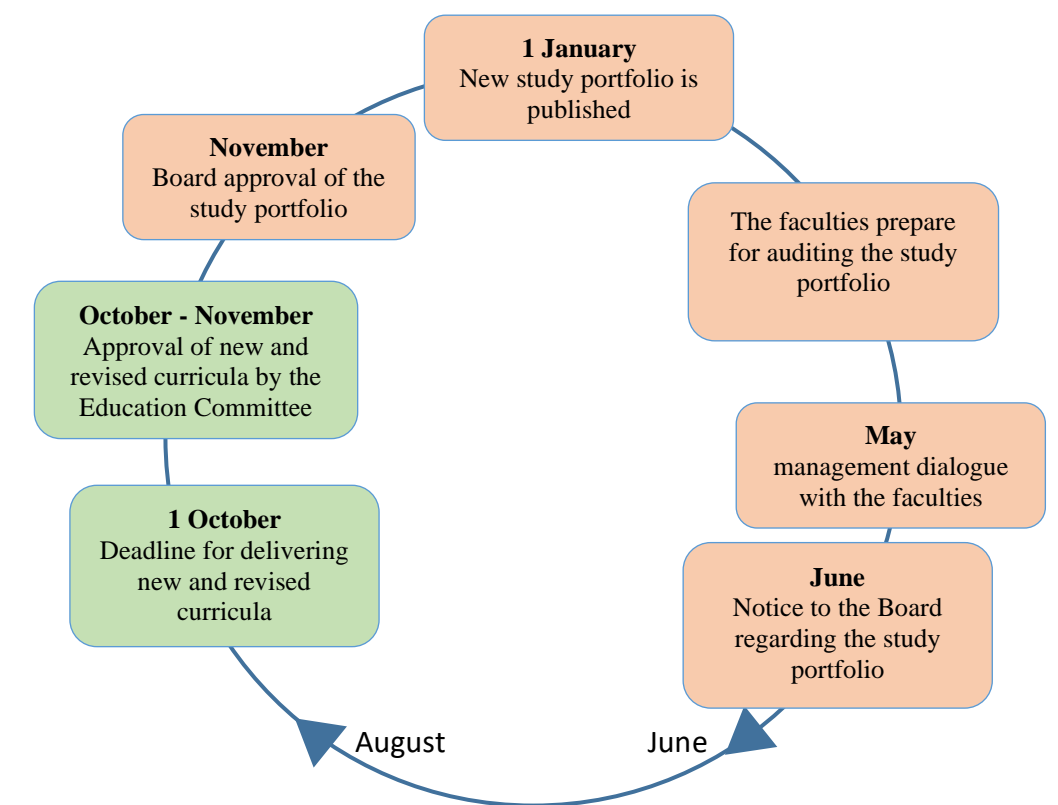 1 January
New study portfolio is
published
The faculties prepare
for auditing the study
portfolio
May
management dialogue
with the faculties
June
Notice to the Board
regarding the study
portfolio
June
August
1 October
Deadline for delivering
new and revised
curricula
October - November
Approval of new and
revised curricula by the
Education Committee
November
Board approval of the
study portfolio